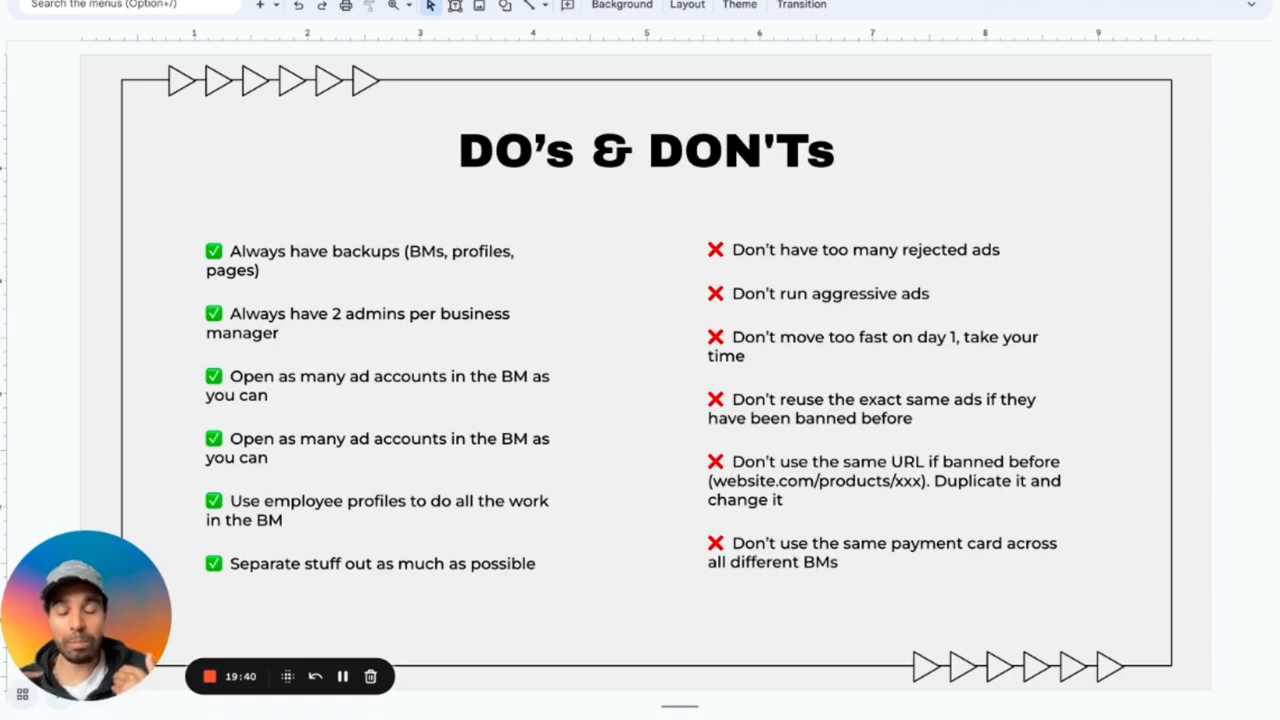 Search the menus (Option+/)
Background Layout Theme Transition
1 2 3 4 5 6 7 8 9
DO’s & DON'Ts
✅ Always have backups (BMs, profiles,
pages)
✅ Always have 2 admins per business
manager
✅ Open as many ad accounts in the BM as
you can
✅ Open as many ad accounts in the BM as
you can
✅ Use employee profiles to do all the work
in the BM
✅ Separate stuff out as much as possible
❌ Don’t have too many rejected ads
❌ Don’t run aggressive ads
❌ Don’t move too fast on day 1, take your
time
❌ Don’t reuse the exact same ads if they
have been banned before
❌ Don’t use the same URL if banned before
(website.com/products/xxx). Duplicate it and
change it
❌ Don’t use the same payment card across
all different BMs
19:40